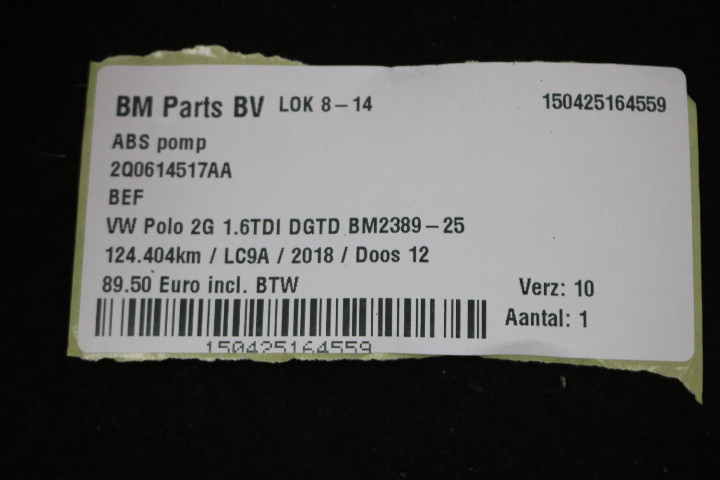 BM Parts BV LOK 8-14 150425164559
ABS pomp
2Q0614517AA
BEF
VW Polo 2G 1.6TDI DGTD BM2389-25
124.404km / LC9A / 2018 / Doos 12
89.50 Euro incl. BTW Verz: 10
Aantal: 1
150425164559